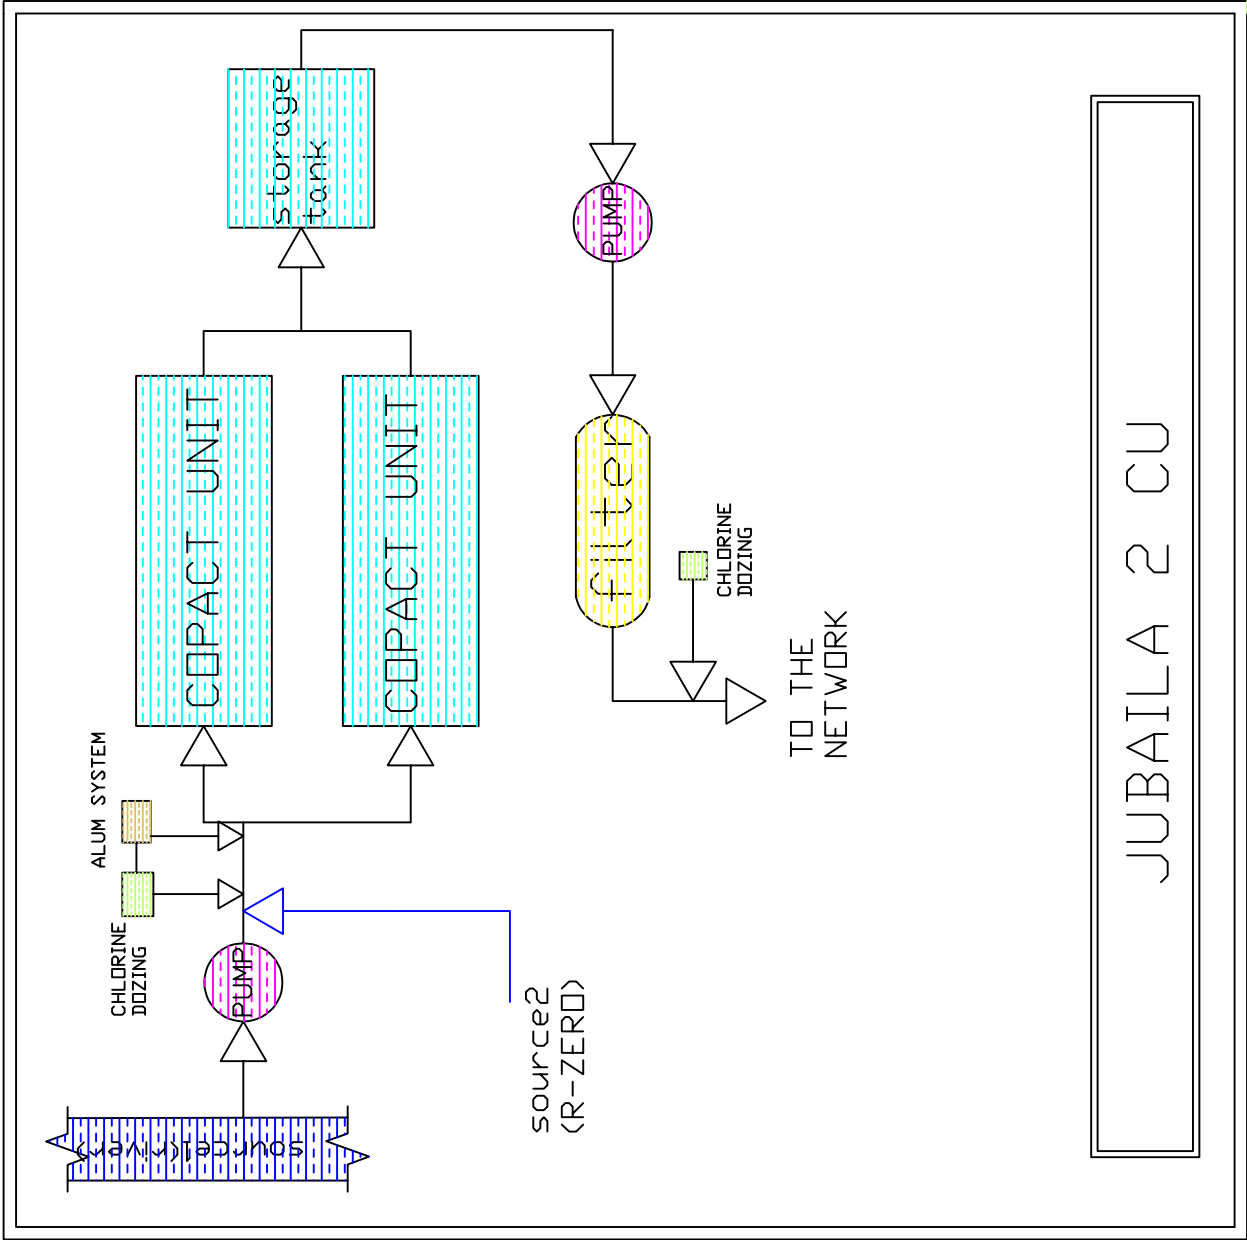 JUBAILA 2 CU
source1(river)
PUMP
source2
(R-ZERO)
CHLORINE
DOZING
ALUM SYSTEM
COPACT UNIT
COPACT UNIT
storage
tank
PUMP
filter
CHLORINE
DOZING
TO THE
NETWORK